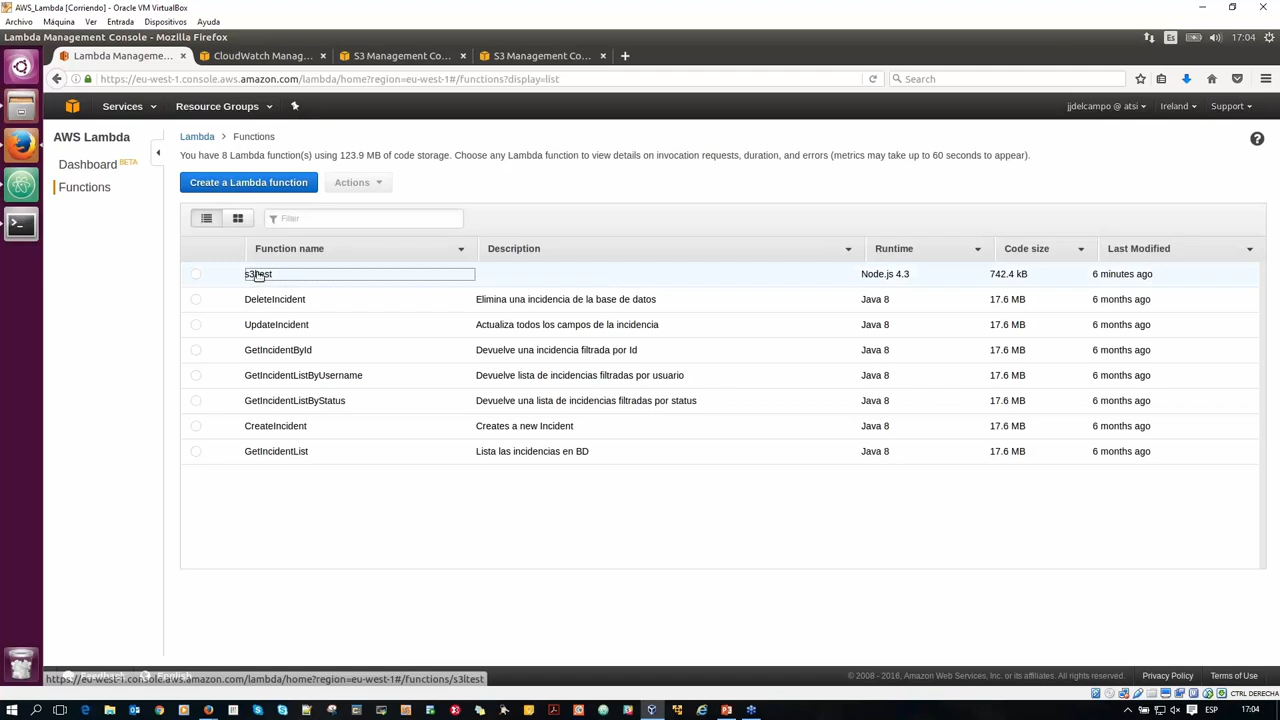 AWS_Lambda [Corriendo] - Oracle VM VirtualBox
Archivo Máquina Ver Entrada Dispositivos Ayuda
Lambda Management Console - Mozilla Firefox
Es 17:04
Lambda Manageme... CloudWatch Manag... S3 Management Co... S3 Management Co...
https://eu-west-1.console.aws.amazon.com/lambda/home?region=eu-west-1#/functions?display=list
Search
Services Resource Groups jjdelcampo @ atsi Ireland Support
AWS Lambda
Dashboard BETA
Functions
Lambda > Functions
You have 8 Lambda function(s) using 123.9 MB of code storage. Choose any Lambda function to view details on invocation requests, duration, and errors (metrics may take up to 60 seconds to appear).
Create a Lambda function Actions
Filter
Function name Description Runtime Code size Last Modified
s3ltest Node.js 4.3 742.4 kB 6 minutes ago
DeleteIncident Elimina una incidencia de la base de datos Java 8 17.6 MB 6 months ago
UpdateIncident Actualiza todos los campos de la incidencia Java 8 17.6 MB 6 months ago
GetIncidentById Devuelve una incidencia filtrada por Id Java 8 17.6 MB 6 months ago
GetIncidentListByUsername Devuelve lista de incidencias filtradas por usuario Java 8 17.6 MB 6 months ago
GetIncidentListByStatus Devuelve una lista de incidencias filtradas por status Java 8 17.6 MB 6 months ago
CreateIncident Creates a new Incident Java 8 17.6 MB 6 months ago
GetIncidentList Lista las incidencias en BD Java 8 17.6 MB 6 months ago
Feedback English
https://eu-west-1.console.aws.amazon.com/lambda/home?region=eu-west-1#/functions/s3ltest
© 2008 - 2016, Amazon Web Services, Inc. or its affiliates. All rights reserved. Privacy Policy Terms of Use
CTRL DERECHA
ESP 17:04